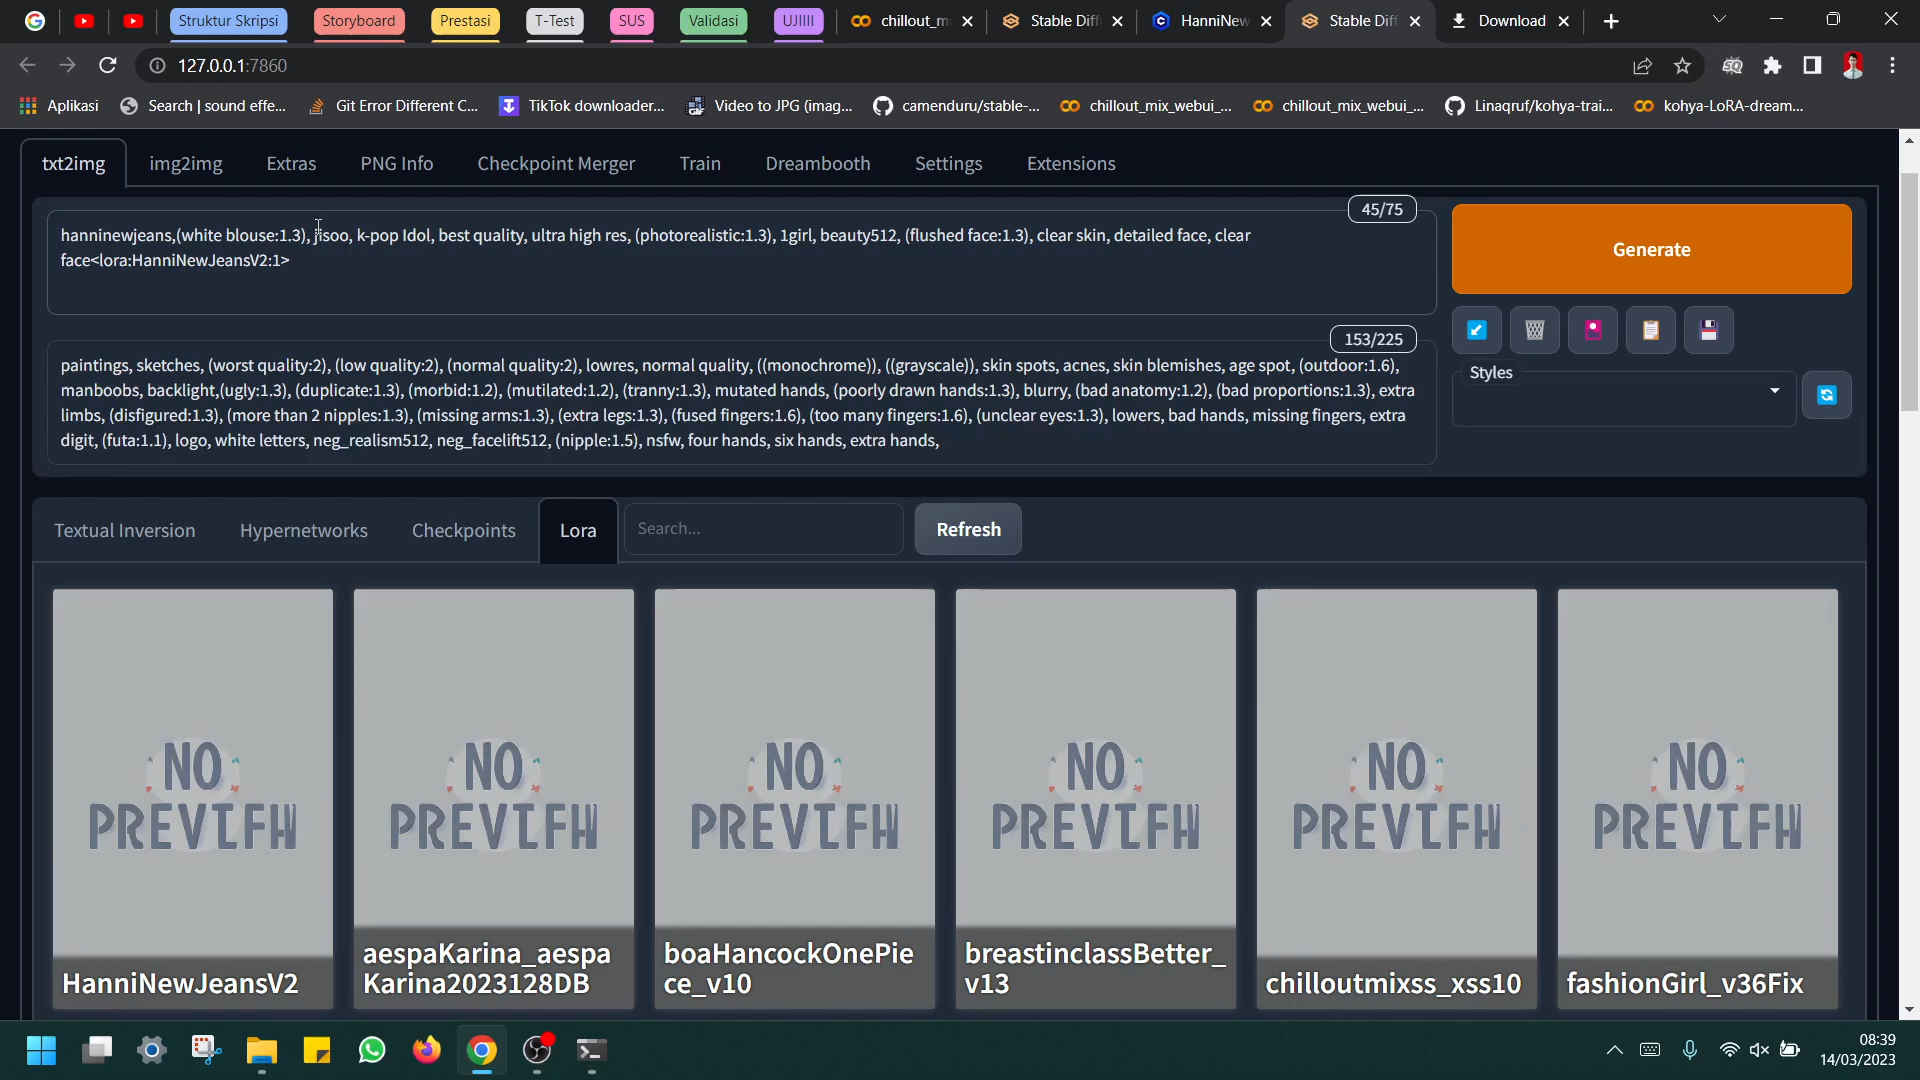 Struktur Skripsi
Storyboard
Prestasi
T-Test
SUS
Validasi
UJIIII
chillout_m
Stable Diff
HanniNew
Stable Diff
Download
127.0.0.1:7860
Aplikasi
Search | sound effe...
Git Error Different C...
TikTok downloader...
Video to JPG (imag...
camenduru/stable-...
chillout_mix_webui_...
chillout_mix_webui_...
Linaqruf/kohya-trai...
kohya-LoRA-dream...
txt2img
img2img
Extras
PNG Info
Checkpoint Merger
Train
Dreambooth
Settings
Extensions
45/75
hanninewjeans,(white blouse:1.3), jisoo, k-pop Idol, best quality, ultra high res, (photorealistic:1.3), 1girl, beauty512, (flushed face:1.3), clear skin, detailed face, clear
face<lora:HanniNewJeansV2:1>
Generate
153/225
paintings, sketches, (worst quality:2), (low quality:2), (normal quality:2), lowres, normal quality, ((monochrome)), ((grayscale)), skin spots, acnes, skin blemishes, age spot, (outdoor:1.6),
manboobs, backlight,(ugly:1.3), (duplicate:1.3), (morbid:1.2), (mutilated:1.2), (tranny:1.3), mutated hands, (poorly drawn hands:1.3), blurry, (bad anatomy:1.2), (bad proportions:1.3), extra
limbs, (disfigured:1.3), (more than 2 nipples:1.3), (missing arms:1.3), (extra legs:1.3), (fused fingers:1.6), (too many fingers:1.6), (unclear eyes:1.3), lowers, bad hands, missing fingers, extra
digit, (futa:1.1), logo, white letters, neg_realism512, neg_facelift512, (nipple:1.5), nsfw, four hands, six hands, extra hands,
Styles
Textual Inversion
Hypernetworks
Checkpoints
Lora
Search...
Refresh
NO
PREVIEW
NO
PREVIEW
NO
PREVIEW
NO
PREVIEW
NO
PREVIEW
NO
PREVIEW
HanniNewJeansV2
aespaKarina_aespa
Karina2023128DB
boaHancockOnePie
ce_v10
breastinclassBetter_
v13
chilloutmixss_xss10
fashionGirl_v36Fix
08:39
14/03/2023